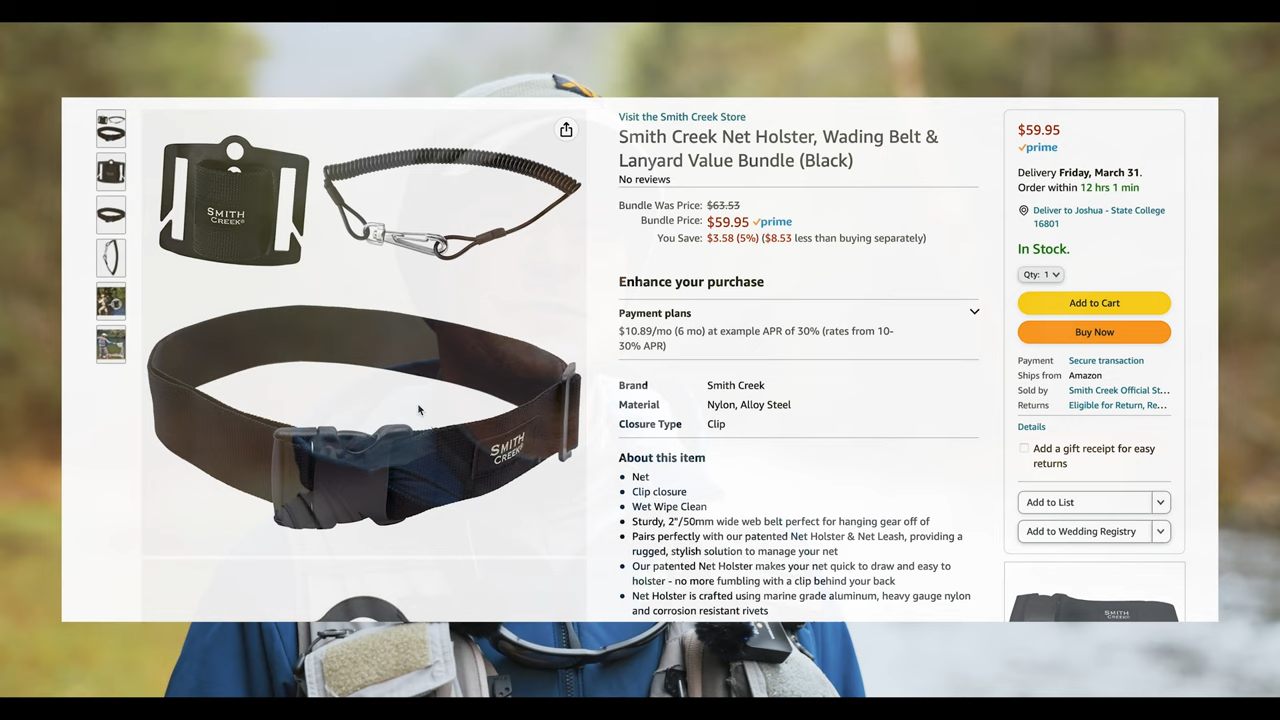 SMITH
CREEK®
SMITH
CREEK®
Visit the Smith Creek Store
Smith Creek Net Holster, Wading Belt &
Lanyard Value Bundle (Black)
No reviews
Bundle Was Price: $63.53
Bundle Price: $59.95 prime
You Save: $3.58 (5%) ($8.53 less than buying separately)
Enhance your purchase
Payment plans
$10.89/mo (6 mo) at example APR of 30% (rates from 10-
30% APR)
Brand Smith Creek
Material Nylon, Alloy Steel
Closure Type Clip
About this item
• Net
• Clip closure
• Wet Wipe Clean
• Sturdy, 2"/50mm wide web belt perfect for hanging gear off of
• Pairs perfectly with our patented Net Holster & Net Leash, providing a
rugged, stylish solution to manage your net
• Our patented Net Holster makes your net quick to draw and easy to
holster - no more fumbling with a clip behind your back
• Net Holster is crafted using marine grade aluminum, heavy gauge nylon
and corrosion resistant rivets
$59.95
prime
Delivery Friday, March 31.
Order within 12 hrs 1 min
Deliver to Joshua - State College
16801
In Stock.
Qty: 1
Add to Cart
Buy Now
Payment Secure transaction
Ships from Amazon
Sold by Smith Creek Official St...
Returns Eligible for Return, Re...
Details
Add a gift receipt for easy
returns
Add to List
Add to Wedding Registry
SMITH